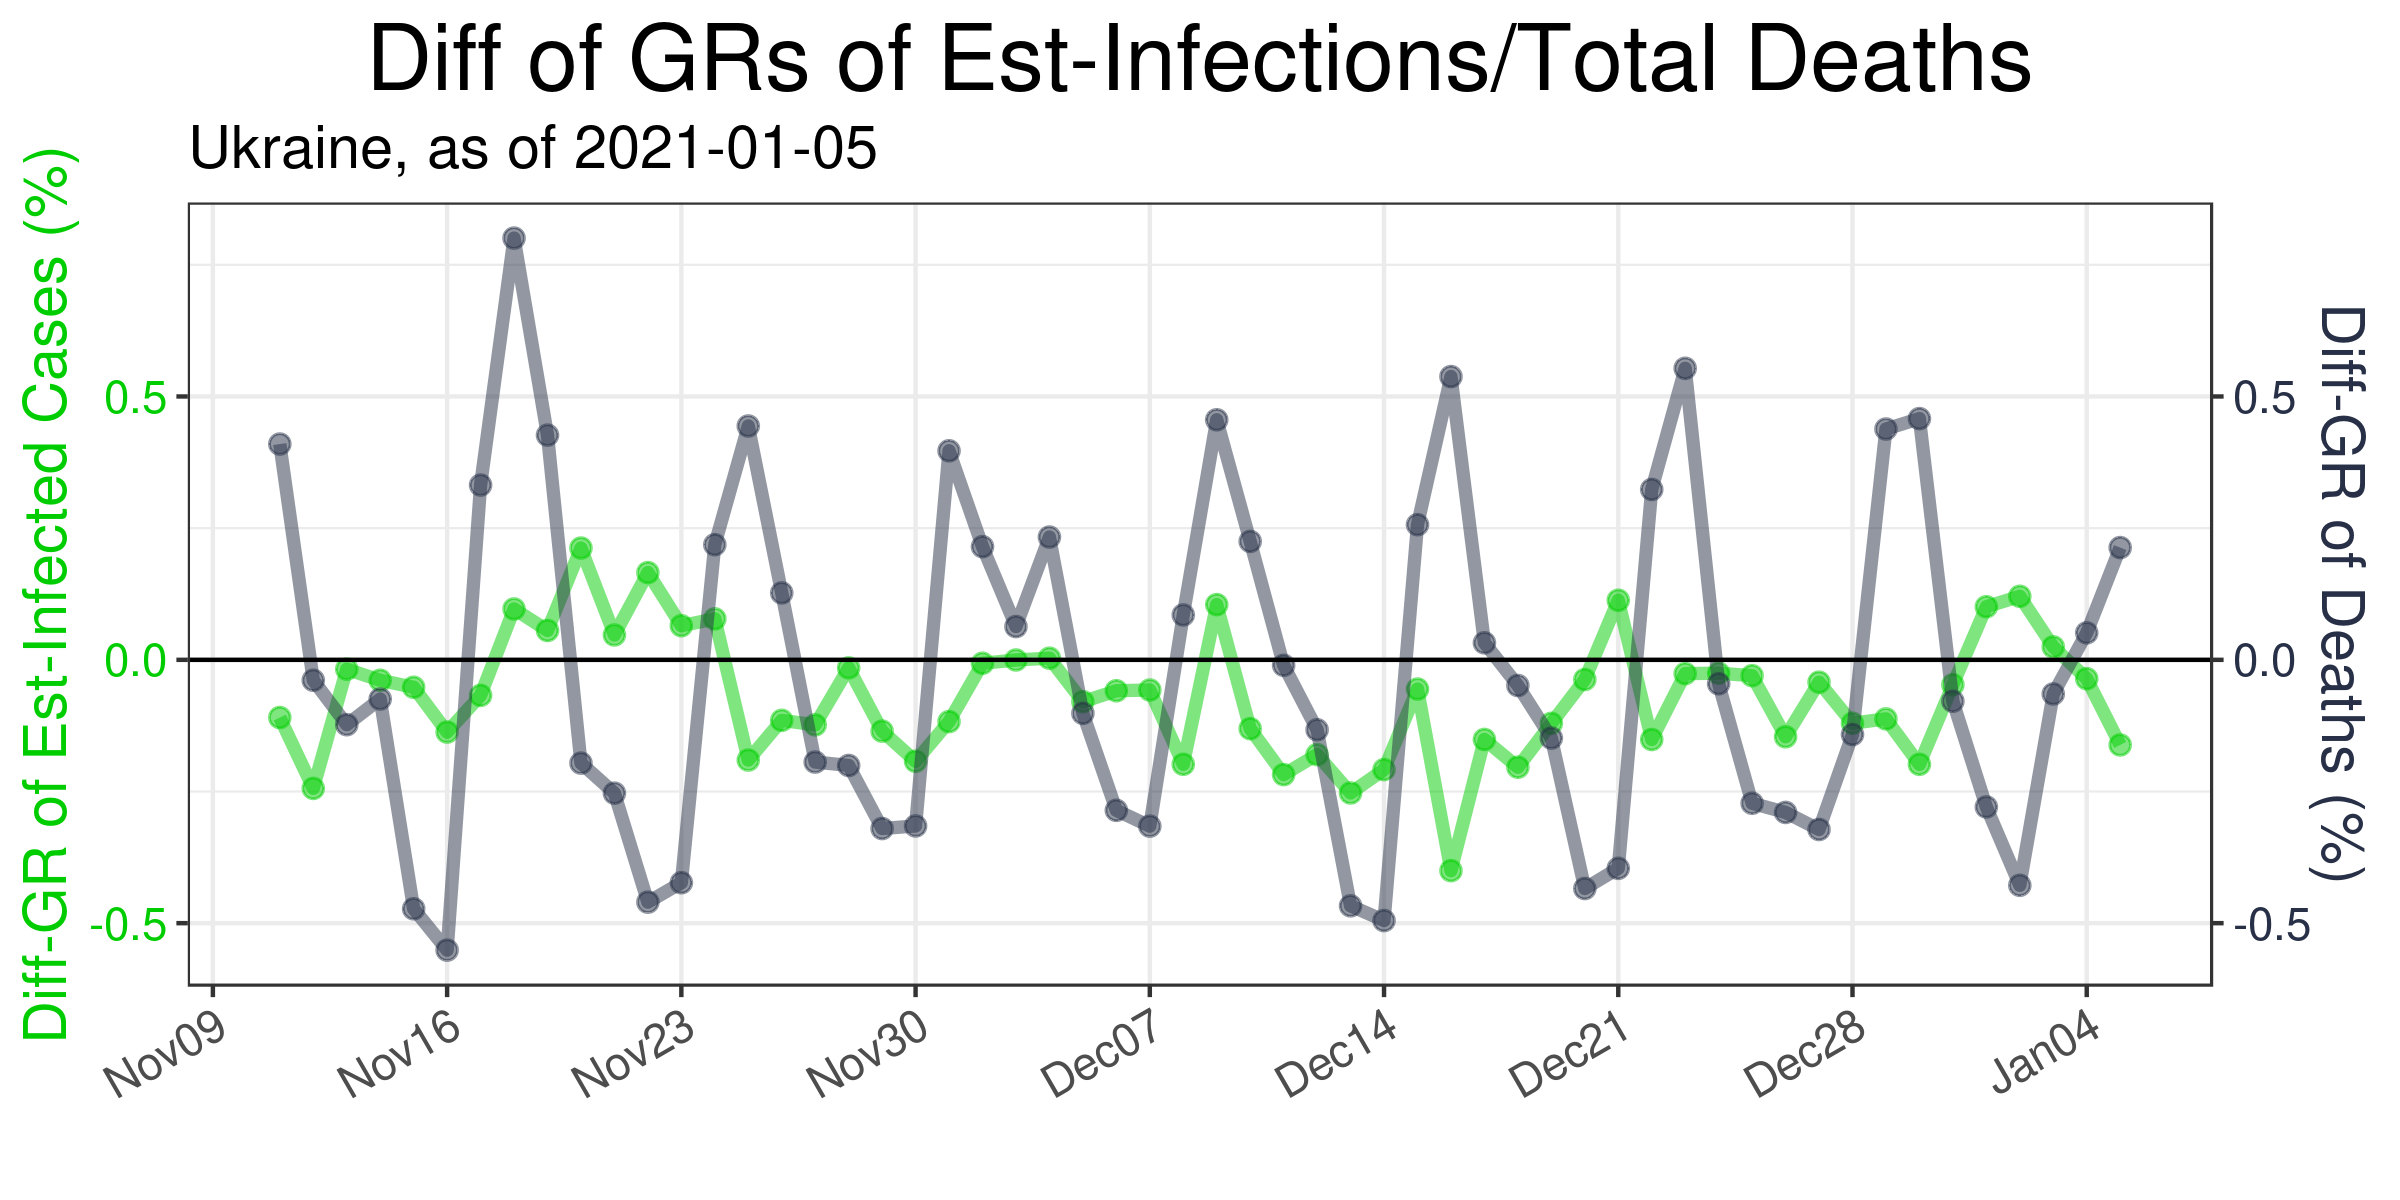 Diff of GRs of Est-Infections/Total Deaths
Ukraine, as of 2021-01-05
Diff-GR of Est-Infected Cases (%)
0.5
0.0
-0.5
0.5
0.0
-0.5
Diff-GR of Deaths (%)
Nov09
Nov16
Nov23
Nov30
Dec07
Dec14
Dec21
Dec28
Jan04